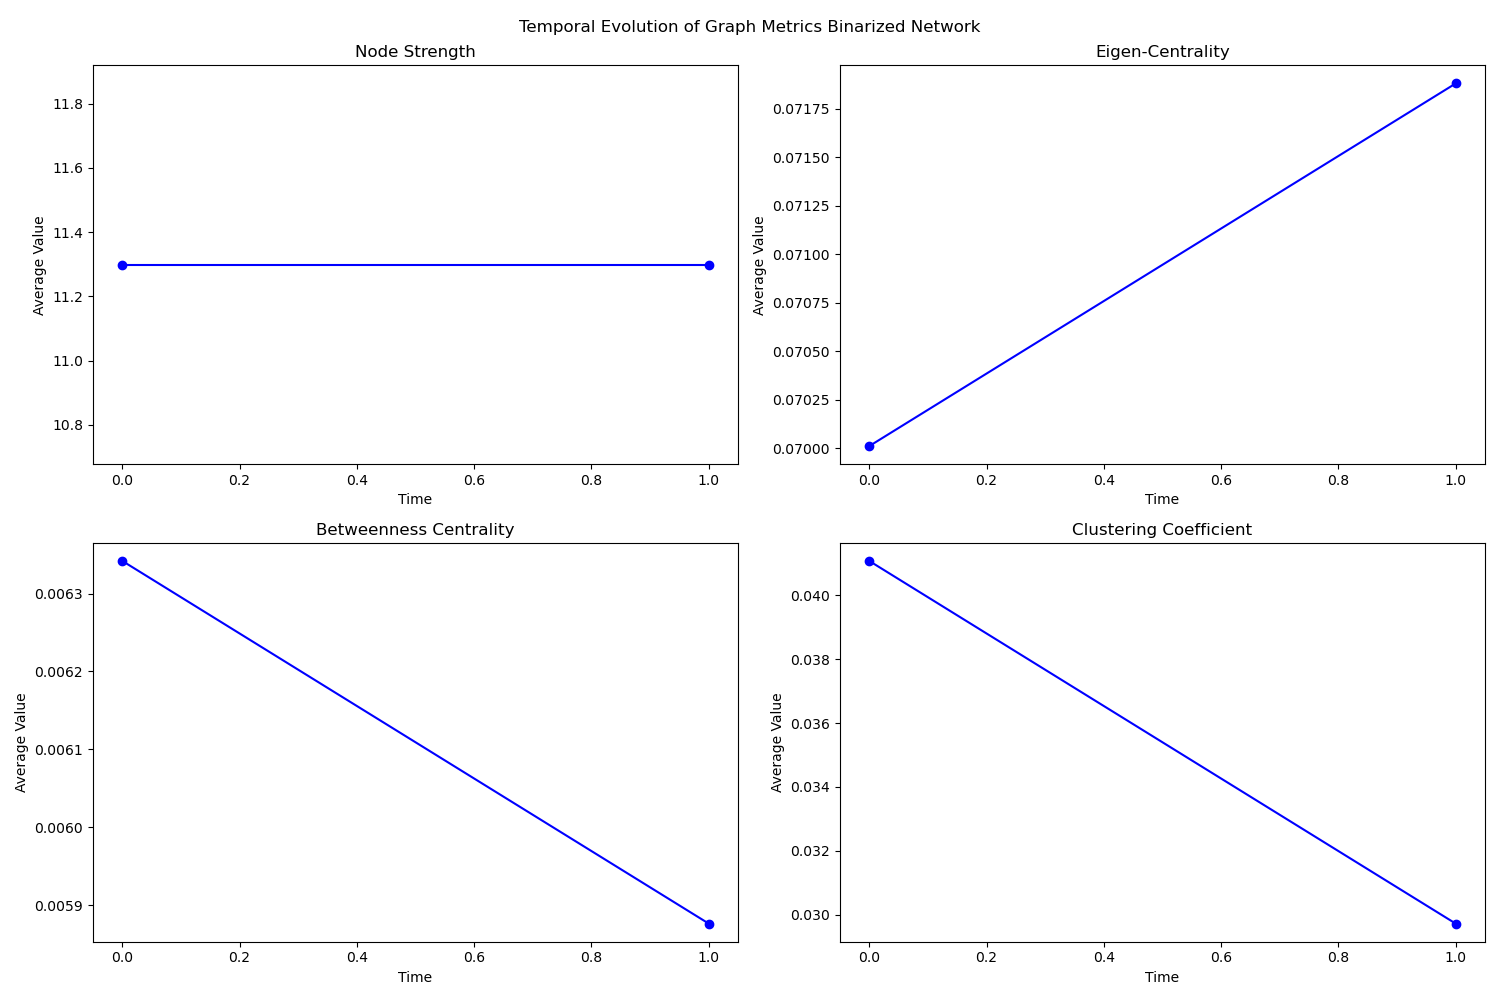 Temporal Evolution of Graph Metrics Binarized Network
Node Strength
11.8
11.6
11.4
11.2
11.0
10.8
Average Value
0.0 0.2 0.4 0.6 0.8 1.0
Time
Eigen-Centrality
0.07175
0.07150
0.07125
0.07100
0.07075
0.07050
0.07025
0.07000
Average Value
0.0 0.2 0.4 0.6 0.8 1.0
Time
Betweenness Centrality
0.0063
0.0062
0.0061
0.0060
0.0059
Average Value
0.0 0.2 0.4 0.6 0.8 1.0
Time
Clustering Coefficient
0.040
0.038
0.036
0.034
0.032
0.030
Average Value
0.0 0.2 0.4 0.6 0.8 1.0
Time